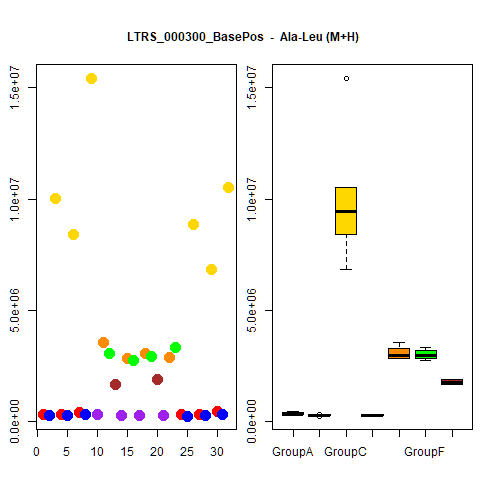 LTRS_000300_BasePos - Ala-Leu (M+H)
1.5e+07
1.0e+07
5.0e+06
0.0e+00
0 5 10 15 20 25 30
1.5e+07
1.0e+07
5.0e+06
0.0e+00
GroupA GroupC GroupF